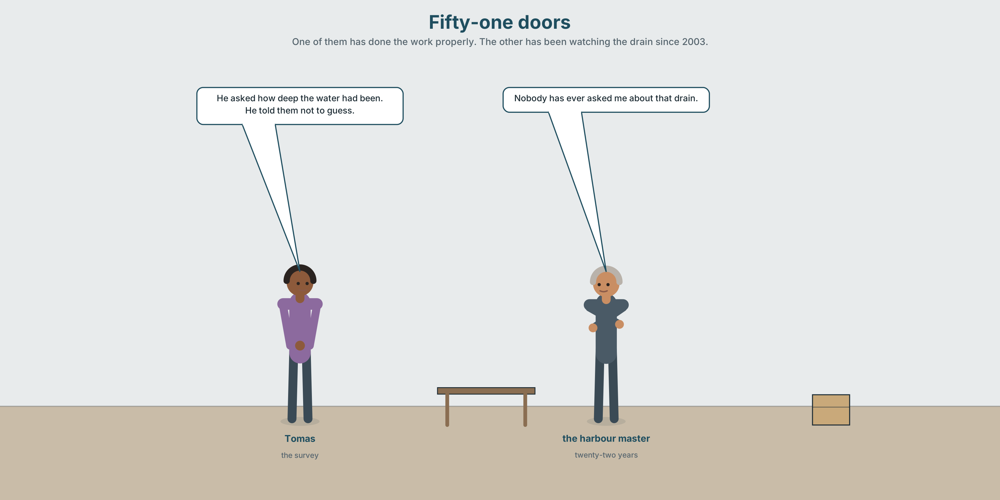 Fifty-one doors
One of them has done the work properly. The other has been watching the drain since 2003.
He asked how deep the water had been.
He told them not to guess.
Nobody has ever asked me about that drain.
Tomas
the survey
the harbour master
twenty-two years